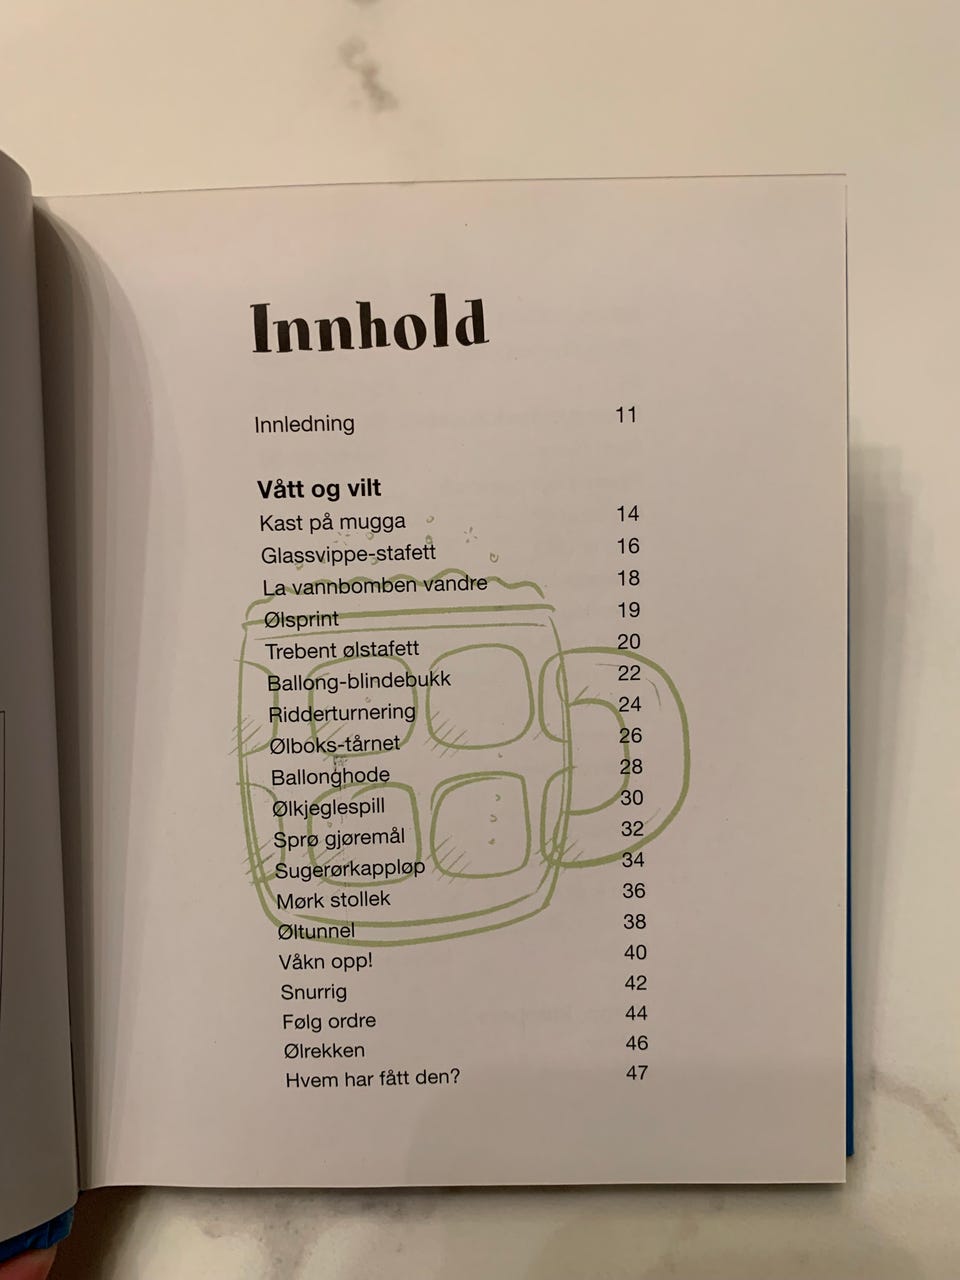 Innhold
Innledning 11
Vått og vilt
Kast på mugga 14
Glassvippe-stafett 16
La vannbomben vandre 18
Ølsprint 19
Trebent ølstafett 20
Ballong-blindebukk 22
Ridderturnering 24
Ølboks-tårnet 26
Ballonghode 28
Ølkjeglespill 30
Sprø gjøremål 32
Sugerørkappløp 34
Mørk stollek 36
Øltunnel 38
Våkn opp! 40
Snurrig 42
Følg ordre 44
Ølrekken 46
Hvem har fått den? 47